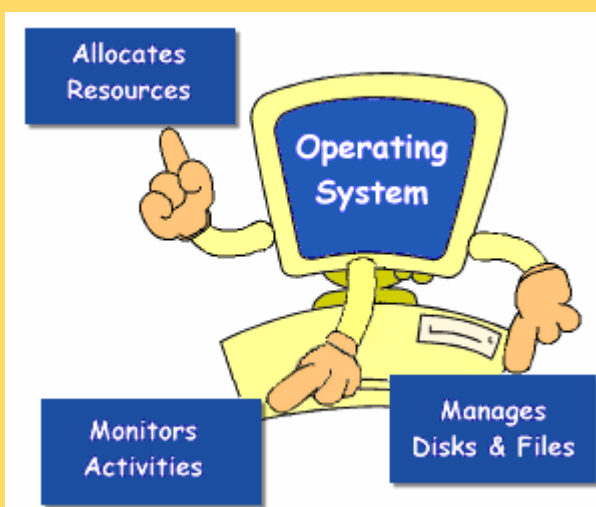 Allocates
Resources
Operating
System
Monitors
Activities
Manages
Disks & Files